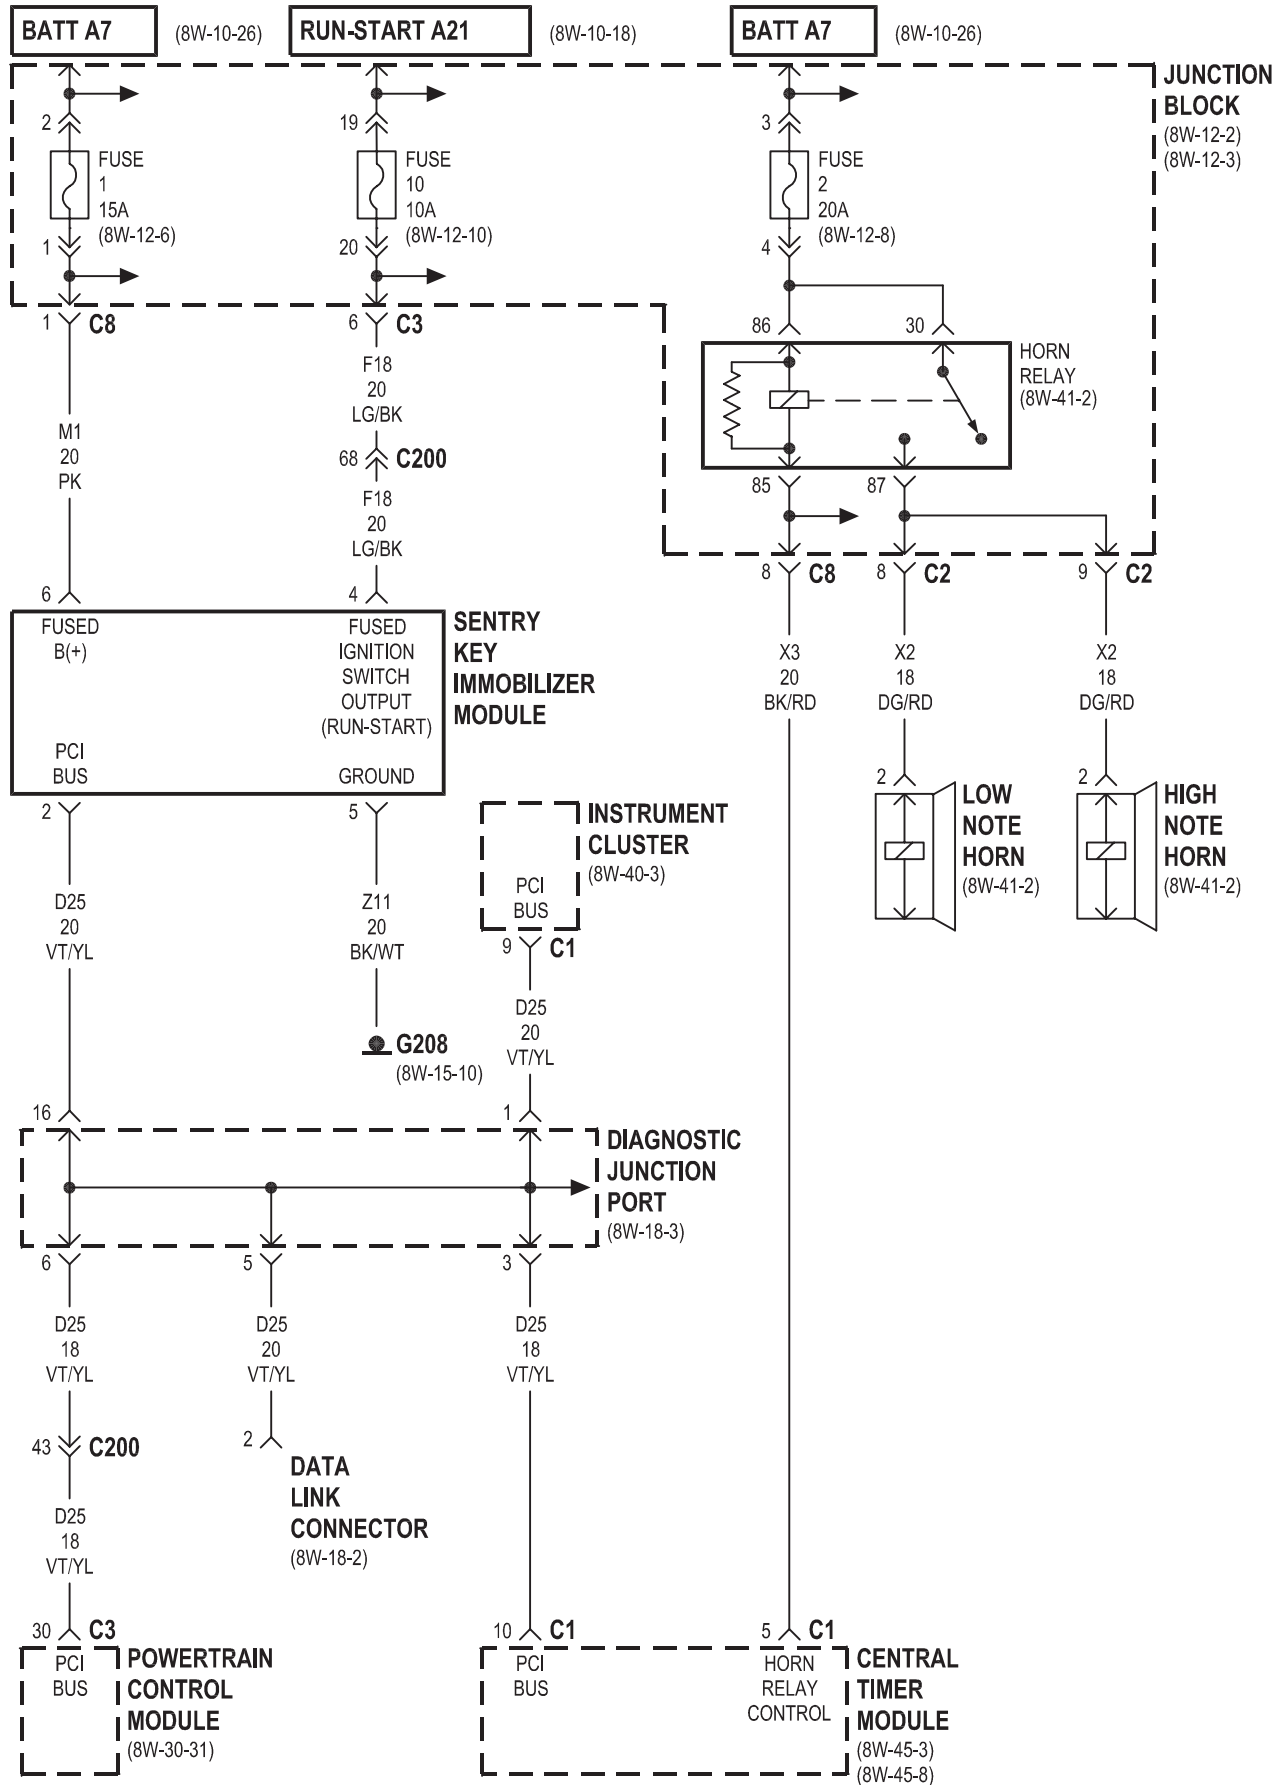 BATT A7
(8W-10-26)
RUN-START A21
(8W-10-18)
BATT A7
(8W-10-26)
JUNCTION
BLOCK
(8W-12-2)
(8W-12-3)
2
FUSE
1
15A
(8W-12-6)
1
19
FUSE
10
10A
(8W-12-10)
20
3
FUSE
2
20A
(8W-12-8)
4
1
C8
6
C3
86
30
HORN
RELAY
(8W-41-2)
85
87
F18
20
LG/BK
68
C200
F18
20
LG/BK
M1
20
PK
8
C8
8
C2
9
C2
6
4
FUSED
B(+)
FUSED
IGNITION
SWITCH
OUTPUT
(RUN-START)
PCI
BUS
GROUND
SENTRY
KEY
IMMOBILIZER
MODULE
X3
20
BK/RD
X2
18
DG/RD
X2
18
DG/RD
2
LOW
NOTE
HORN
(8W-41-2)
2
HIGH
NOTE
HORN
(8W-41-2)
2
5
INSTRUMENT
CLUSTER
(8W-40-3)
PCI
BUS
9
C1
D25
20
VT/YL
Z11
20
BK/WT
D25
20
VT/YL
G208
(8W-15-10)
16
1
DIAGNOSTIC
JUNCTION
PORT
(8W-18-3)
6
5
3
D25
18
VT/YL
D25
20
VT/YL
D25
18
VT/YL
43
C200
2
DATA
LINK
CONNECTOR
(8W-18-2)
D25
18
VT/YL
30
C3
10
C1
5
C1
PCI
BUS
POWERTRAIN
CONTROL
MODULE
(8W-30-31)
PCI
BUS
HORN
RELAY
CONTROL
CENTRAL
TIMER
MODULE
(8W-45-3)
(8W-45-8)